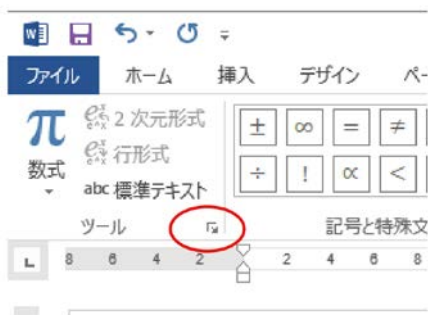 ファイル ホーム 挿入 デザイン ペー
π 2 次元形式 ± ∞ = ≠
数式 行形式 ÷ ! ∝ <
abc 標準テキスト
ツール 記号と特殊文
L 8 6 4 2 2 4 6 8